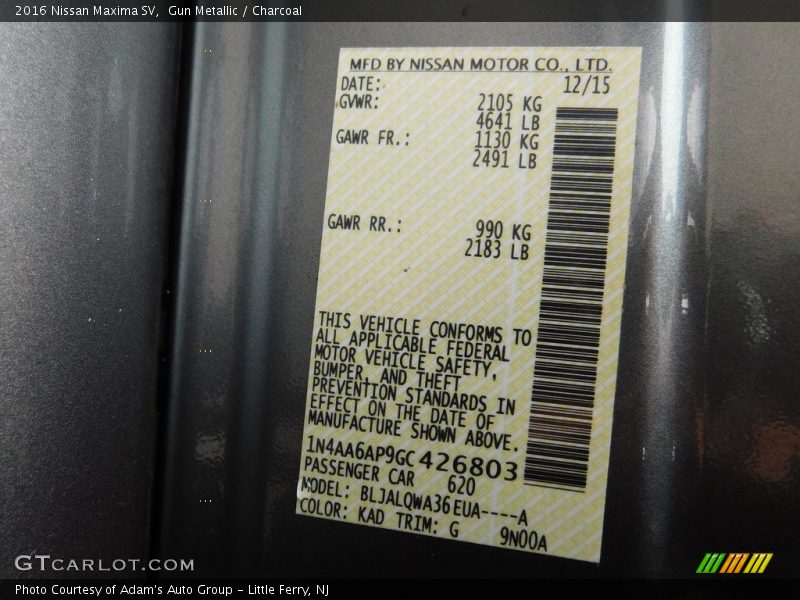 2016 Nissan Maxima SV,  Gun Metallic / Charcoal
MFD BY NISSAN MOTOR CO., LTD.
DATE: 12/15
GVWR: 2105 KG
4641 LB
GAWR FR.: 1130 KG
2491 LB
GAWR RR.: 990 KG
2183 LB
THIS VEHICLE CONFORMS TO
ALL APPLICABLE FEDERAL
MOTOR VEHICLE SAFETY,
BUMPER, AND THEFT
PREVENTION STANDARDS IN
EFFECT ON THE DATE OF
MANUFACTURE SHOWN ABOVE.
1N4AA6AP9GC426803
PASSENGER CAR 620
MODEL: BLJALQWA36EUA----A
COLOR: KAD TRIM: G 9N00A
GTCARLOT.COM
Photo Courtesy of Adam's Auto Group - Little Ferry, NJ